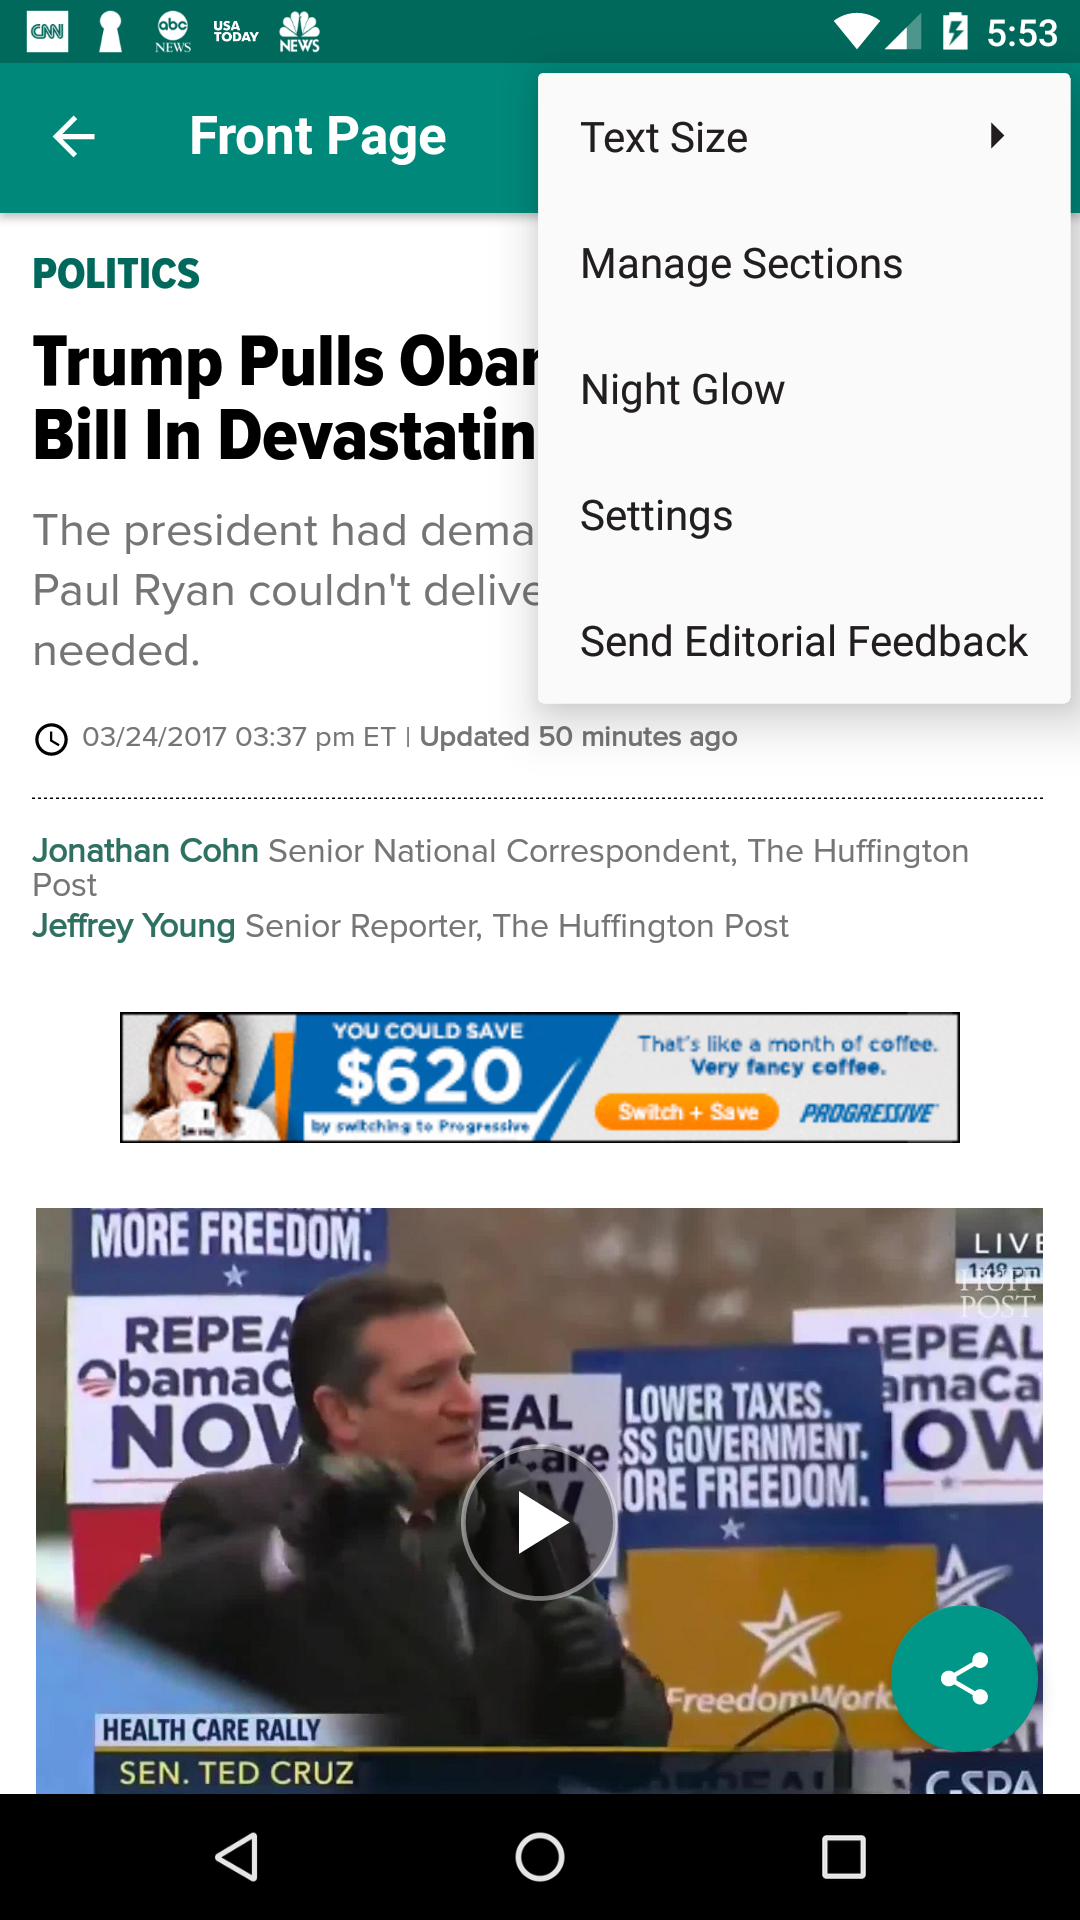 CNN
abc
NEWS
USA
TODAY
NEWS
5:53
Front Page
Text Size
Manage Sections
Night Glow
Settings
Send Editorial Feedback
POLITICS
Trump Pulls
Bill In
The president had
Paul Ryan couldn't
needed.
03/24/2017 03:37 pm ET | Updated 50 minutes ago
Jonathan Cohn Senior National Correspondent, The Huffington
Post
Jeffrey Young Senior Reporter, The Huffington Post
YOU COULD SAVE
$620
by switching to Progressive
That's like a month of coffee.
Very fancy coffee.
Switch + Save
PROGRESSIVE
MORE FREEDOM.
LIVE
1:49 pm
HUFF
POST
REPEA
ObamaC
NOW
EAL
aCare
LOWER TAXES.
SS GOVERNMENT.
ORE FREEDOM.
REPEAL
amaCa
NOW
FreedomWork
HEALTH CARE RALLY
SEN. TED CRUZ
C-SPA